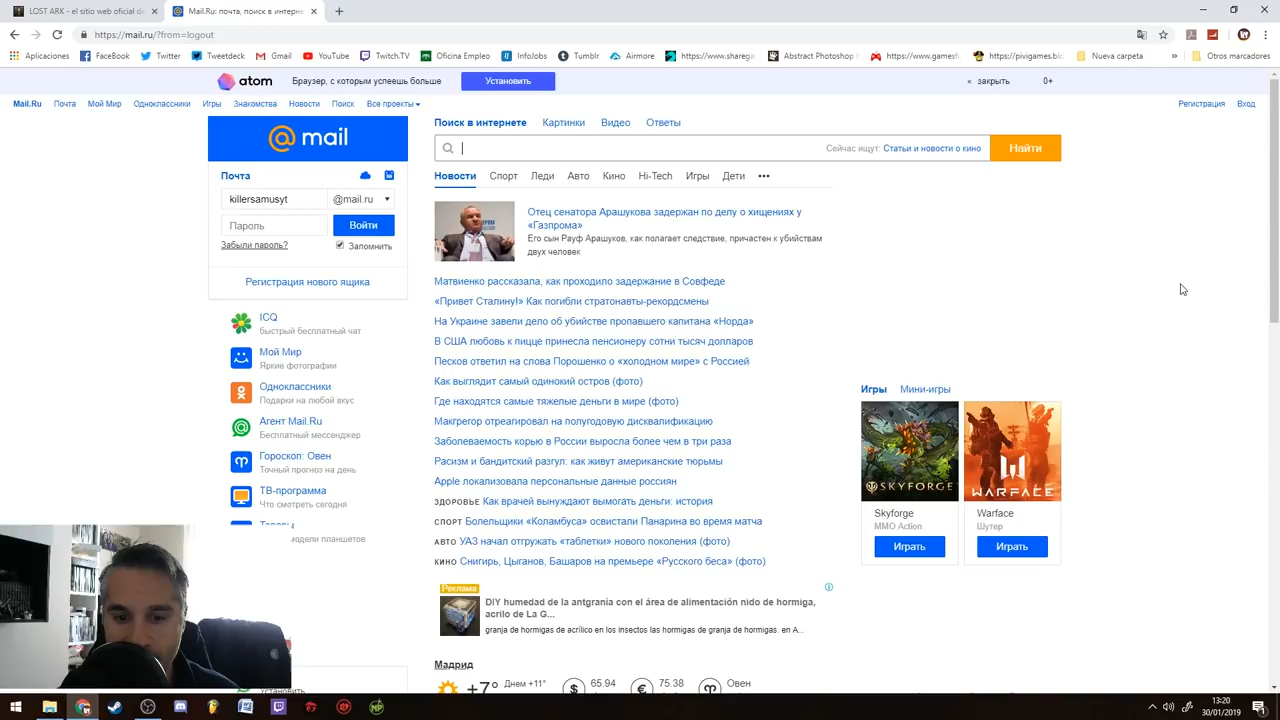 LOST ARK - el sitio web oficial d
Mail.Ru: почта, поиск в интерне
https://mail.ru/?from=logout
Aplicaciones
FaceBook
Twitter
Tweetdeck
Gmail
YouTube
Twitch.TV
Oficina Empleo
InfoJobs
Tumblr
Airmore
https://www.sharega
Abstract Photoshop
https://www.gamesfu
https://pivigames.blo
Nueva carpeta
»
Otros marcadores
atom
Браузер, с которым успеешь больше
Установить
× закрыть
0+
Mail.Ru
Почта
Мой Мир
Одноклассники
Игры
Знакомства
Новости
Поиск
Все проекты
Регистрация
Вход
@mail
Почта
killersamusyt
@mail.ru
Пароль
Войти
Забыли пароль?
Запомнить
Регистрация нового ящика
ICQ
быстрый бесплатный чат
Мой Мир
Яркие фотографии
Одноклассники
Подарки на любой вкус
Агент Mail.Ru
Бесплатный мессенджер
Гороскоп: Овен
Точный прогноз на день
ТВ-программа
Что смотреть сегодня
Товары
модели планшетов
Установить
Поиск в интернете
Картинки
Видео
Ответы
Сейчас ищут: Статьи и новости о кино
Найти
Новости
Спорт
Леди
Авто
Кино
Hi-Tech
Игры
Дети
•••
Отец сенатора Арашукова задержан по делу о хищениях у
«Газпрома»
Его сын Рауф Арашуков, как полагает следствие, причастен к убийствам
двух человек
Матвиенко рассказала, как проходило задержание в Совфеде
«Привет Сталину!» Как погибли стратонавты-рекордсмены
На Украине завели дело об убийстве пропавшего капитана «Норда»
В США любовь к пицце принесла пенсионеру сотни тысяч долларов
Песков ответил на слова Порошенко о «холодном мире» с Россией
Как выглядит самый одинокий остров (фото)
Где находятся самые тяжелые деньги в мире (фото)
Макгрегор отреагировал на полугодовую дисквалификацию
Заболеваемость корью в России выросла более чем в три раза
Расизм и бандитский разгул: как живут американские тюрьмы
Apple локализовала персональные данные россиян
ЗДОРОВЬЕ Как врачей вынуждают вымогать деньги: история
СПОРТ Болельщики «Коламбуса» освистали Панарина во время матча
АВТО УАЗ начал отгружать «таблетки» нового поколения (фото)
КИНО Снигирь, Цыганов, Башаров на премьере «Русского беса» (фото)
Реклама
DIY humedad de la antgranía con el área de alimentación nido de hormiga,
acrilo de La G...
granja de hormigas de acrílico en los insectos las hormigas de granja de hormigas. en A...
Мадрид
+7°
Днем +11°
$
65.94
€
75.38
Овен
Игры
Мини-игры
SKYFORGE
WARFACE
Skyforge
MMO Action
Играть
Warface
Шутер
Играть
13:20
30/01/2019